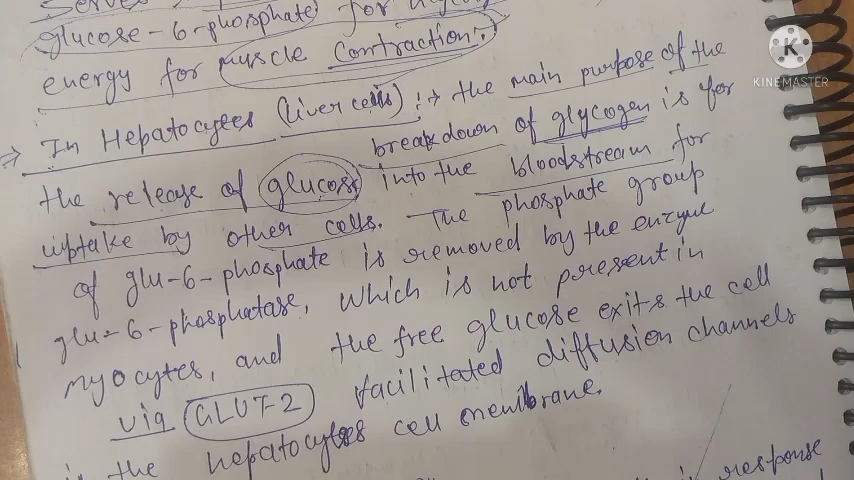 Serves
glucose-6-phosphate for
energy for muscle contraction.
K
KINEMASTER
⇒ In Hepatocytes (Liver cells) :→ the main purpose of the
breakdown of glycogen is for
the release of glucose into the bloodstream for
uptake by other cells. The phosphate group
of glu-6-phosphate is removed by the enzyme
glu-6-phosphatase, which is not present in
myocytes, and the free glucose exits the cell
via GLUT-2 facilitated diffusion channels
in the hepatocytes cell membrane.
response